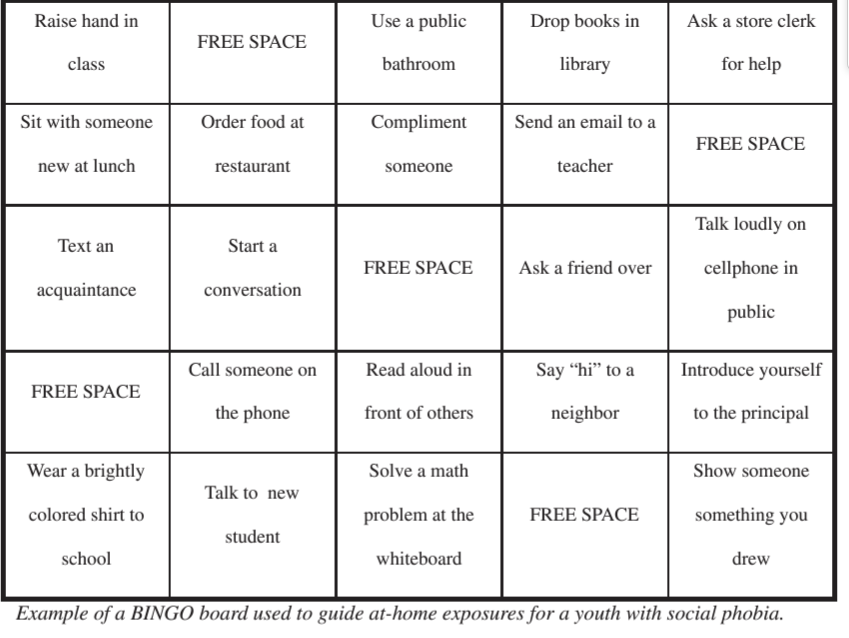 Raise hand in
class
FREE SPACE
Use a public
bathroom
Drop books in
library
Ask a store clerk
for help
Sit with someone
new at lunch
Order food at
restaurant
Compliment
someone
Send an email to a
teacher
FREE SPACE
Text an
acquaintance
Start a
conversation
FREE SPACE
Ask a friend over
Talk loudly on
cellphone in
public
FREE SPACE
Call someone on
the phone
Read aloud in
front of others
Say “hi” to a
neighbor
Introduce yourself
to the principal
Wear a brightly
colored shirt to
school
Talk to new
student
Solve a math
problem at the
whiteboard
FREE SPACE
Show someone
something you
drew
Example of a BINGO board used to guide at-home exposures for a youth with social phobia.